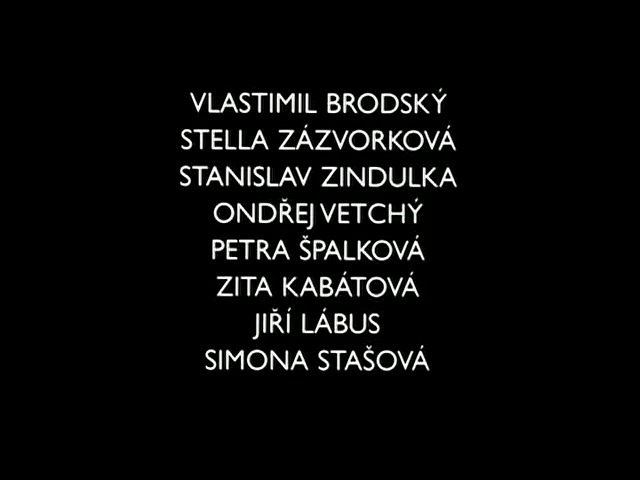 VLASTIMIL BRODSKÝ
STELLA ZÁZVORKOVÁ
STANISLAV ZINDULKA
ONDŘEJ VETCHÝ
PETRA ŠPALKOVÁ
ZITA KABÁTOVÁ
JIŘÍ LÁBUS
SIMONA STAŠOVÁ